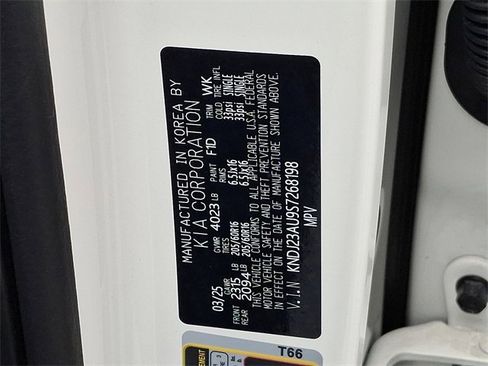 MANUFACTURED IN KOREA BY
KIA CORPORATION
03/25 GVWR 4023 LB PAINT F1D TRIM WK
GAWR TIRES RIMS COLD TIRE INFL
FRONT 2315 LB 205/60R16 6.5Jx16 33psi SINGLE
REAR 2094 LB 205/60R16 6.5Jx16 33psi SINGLE
THIS VEHICLE CONFORMS TO ALL APPLICABLE U.S.A. FEDERAL
MOTOR VEHICLE SAFETY AND THEFT PREVENTION STANDARDS
IN EFFECT ON THE DATE OF MANUFACTURE SHOWN ABOVE.
V.I.N KNDJ23AU9S7268198
MPV
T66